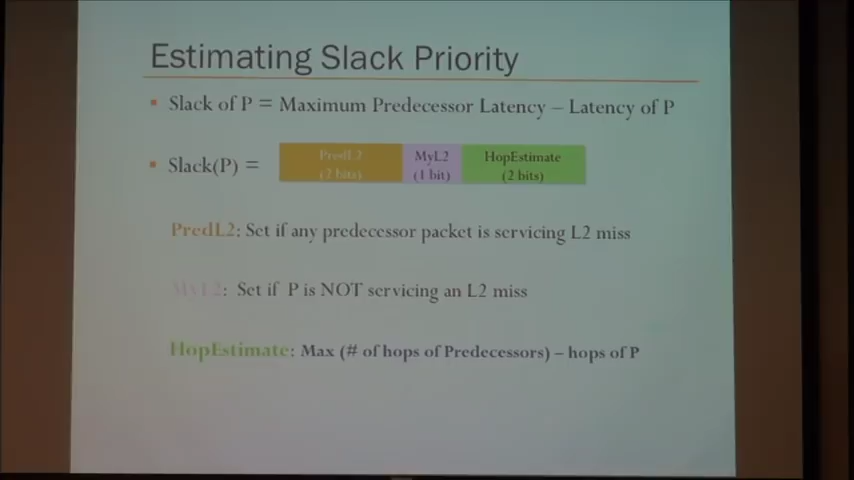 Estimating Slack Priority
▪ Slack of P = Maximum Predecessor Latency – Latency of P
▪ Slack(P) =
PredL2
(2 bits)
MyL2
(1 bit)
HopEstimate
(2 bits)
PredL2: Set if any predecessor packet is servicing L2 miss
MyL2: Set if P is NOT servicing an L2 miss
HopEstimate: Max (# of hops of Predecessors) – hops of P